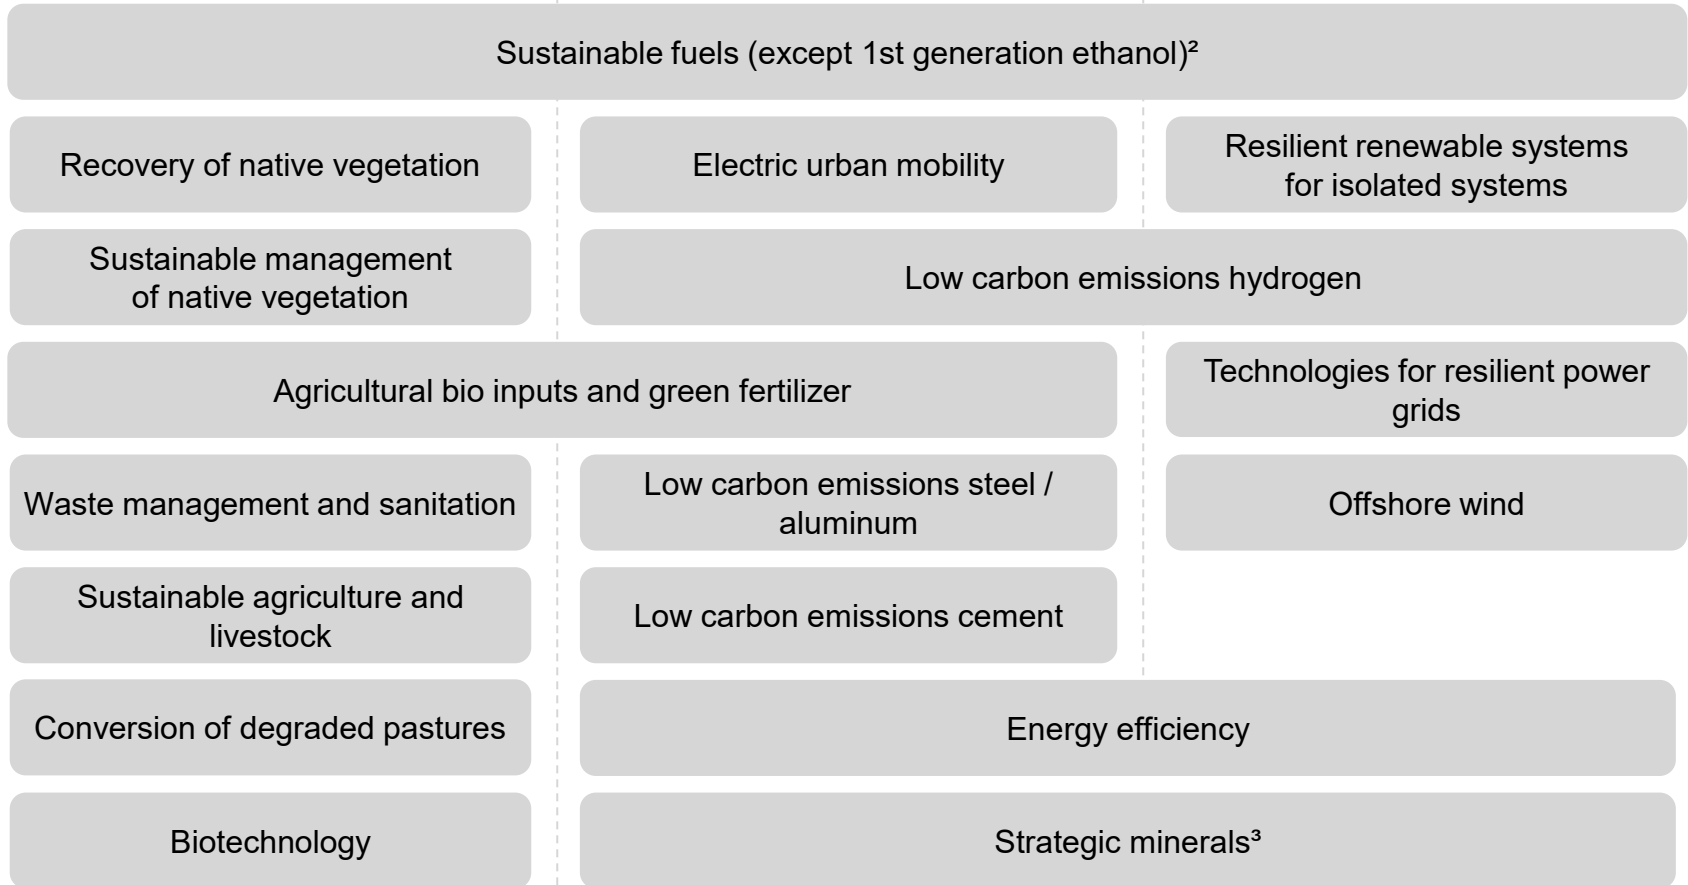 Sustainable fuels (except 1st generation ethanol)²
Recovery of native vegetation
Electric urban mobility
Resilient renewable systems
for isolated systems
Sustainable management
of native vegetation
Low carbon emissions hydrogen
Agricultural bio inputs and green fertilizer
Technologies for resilient power
grids
Waste management and sanitation
Low carbon emissions steel /
aluminum
Offshore wind
Sustainable agriculture and
livestock
Low carbon emissions cement
Conversion of degraded pastures
Energy efficiency
Biotechnology
Strategic minerals³